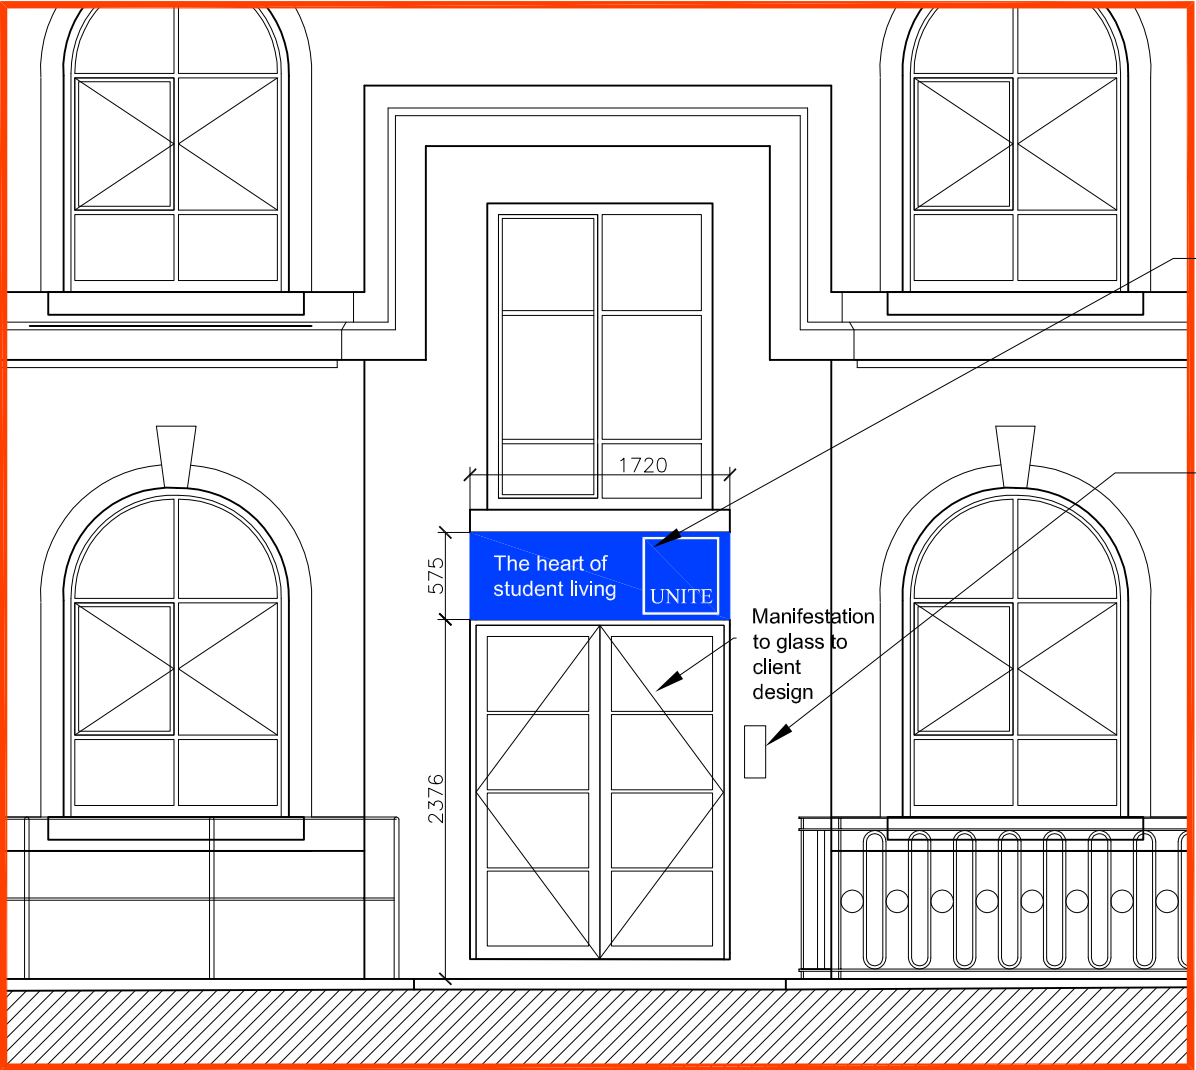 1720
575
The heart of
student living
UNITE
Manifestation
to glass to
client
design
2376